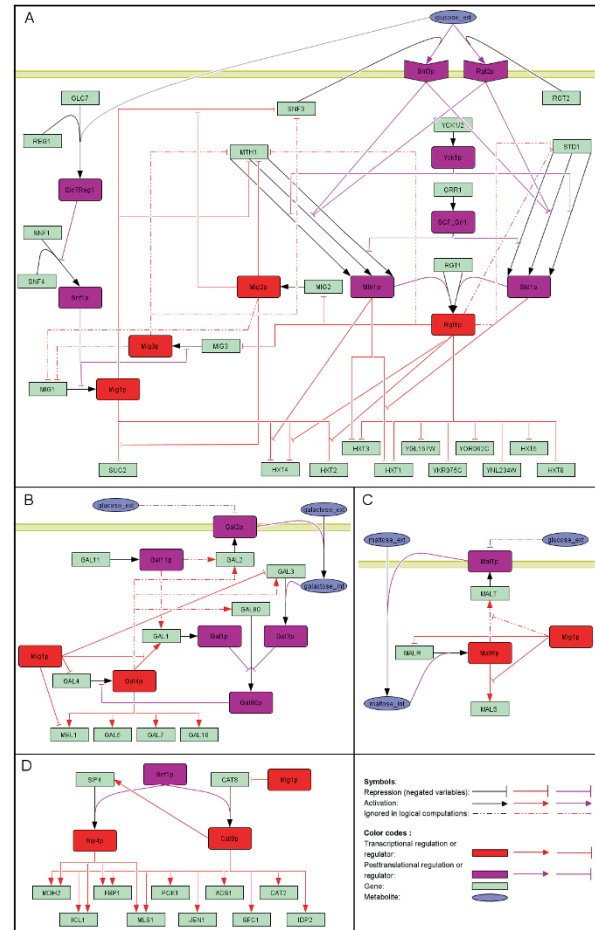 A
glucose_ext
Snf3p
Rgt2p
GLC7
SNF3
RGT2
REG1
YCK1/2
STD1
MTH1
Yck1p
Glc7Reg1
GRR1
SNF1
SCF_Grr1
SNF4
RGT1
Snf1p
Mig2p
MIG2
Mth1p
Std1p
Rgt1p
Mig3p
MIG3
MIG1
Mig1p
HXT3
YGL157W
YOR062C
HXT5
SUC2
HXT4
HXT2
HXT1
YKR075C
YNL234W
HXT8
B
glucose_ext
galactose_ext
Gal2p
GAL11
Gal11p
GAL2
GAL3
galactose_int
GAL80
GAL1
Gal1p
Gal3p
Mig1p
GAL4
Gal4p
Gal80p
MEL1
GAL5
GAL7
GAL10
C
maltose_ext
glucose_ext
MalTp
MALT
Mig1p
MALR
MalRp
maltose_int
MALS
D
SIP4
Snf1p
CAT8
Mig1p
Sip4p
Cat8p
MDH2
FBP1
PCK1
ACS1
CAT2
ICL1
MLS1
JEN1
SFC1
IDP2
Symbols:
Repression (negated variables):
Activation:
Ignored in logical computations:
Color codes :
Transcriptional regulation or
regulator:
Posttranslational regulation or
regulator:
Gene:
Metabolite: